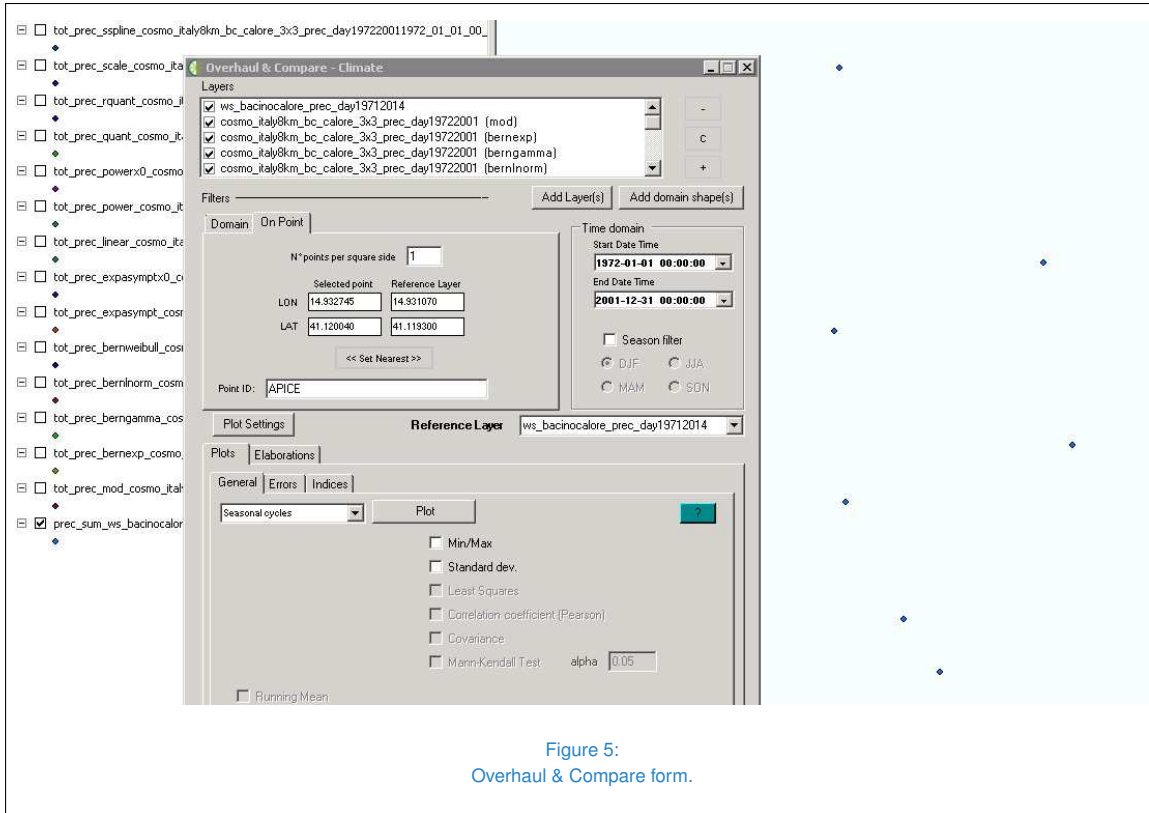 tot_prec_sspline_cosmo_italy8km_bc_calore_3x3_prec_day197220011972_01_01_00_
tot_prec_scale_cosmo_ita
tot_prec_rquant_cosmo_it
tot_prec_quant_cosmo_it
tot_prec_powerx0_cosmo
tot_prec_power_cosmo_it
tot_prec_linear_cosmo_ita
tot_prec_expasymptx0_c
tot_prec_expasympt_cosr
tot_prec_bernweibull_cos
tot_prec_bernlnorm_cosm
tot_prec_berngamma_cos
tot_prec_bernexp_cosmo_
tot_prec_mod_cosmo_ital
prec_sum_ws_bacinocalor
Overhaul & Compare - Climate
Layers
ws_bacinocalore_prec_day19712014
cosmo_italy8km_bc_calore_3x3_prec_day19722001 (mod)
cosmo_italy8km_bc_calore_3x3_prec_day19722001 (bernexp)
cosmo_italy8km_bc_calore_3x3_prec_day19722001 (berngamma)
cosmo_italy8km_bc_calore_3x3_prec_day19722001 (bernlnorm)
-
C
+
Filters
Add Layer(s) Add domain shape(s)
Domain On Point
N°points per square side 1
Selected point Reference Layer
LON 14.932745 14.931070
LAT 41.120040 41.119300
<< Set Nearest >>
Point ID: APICE
Time domain
Start Date Time
1972-01-01 00:00:00
End Date Time
2001-12-31 00:00:00
Season filter
DJF JJA
MAM SON
Plot Settings Reference Layer ws_bacinocalore_prec_day19712014
Plots Elaborations
General Errors Indices
Seasonal cycles Plot ?
Min/Max
Standard dev.
Least Squares
Correlation coefficient (Pearson)
Covariance
Mann-Kendall Test alpha 0.05
Running Mean
Figure 5:
Overhaul & Compare form.